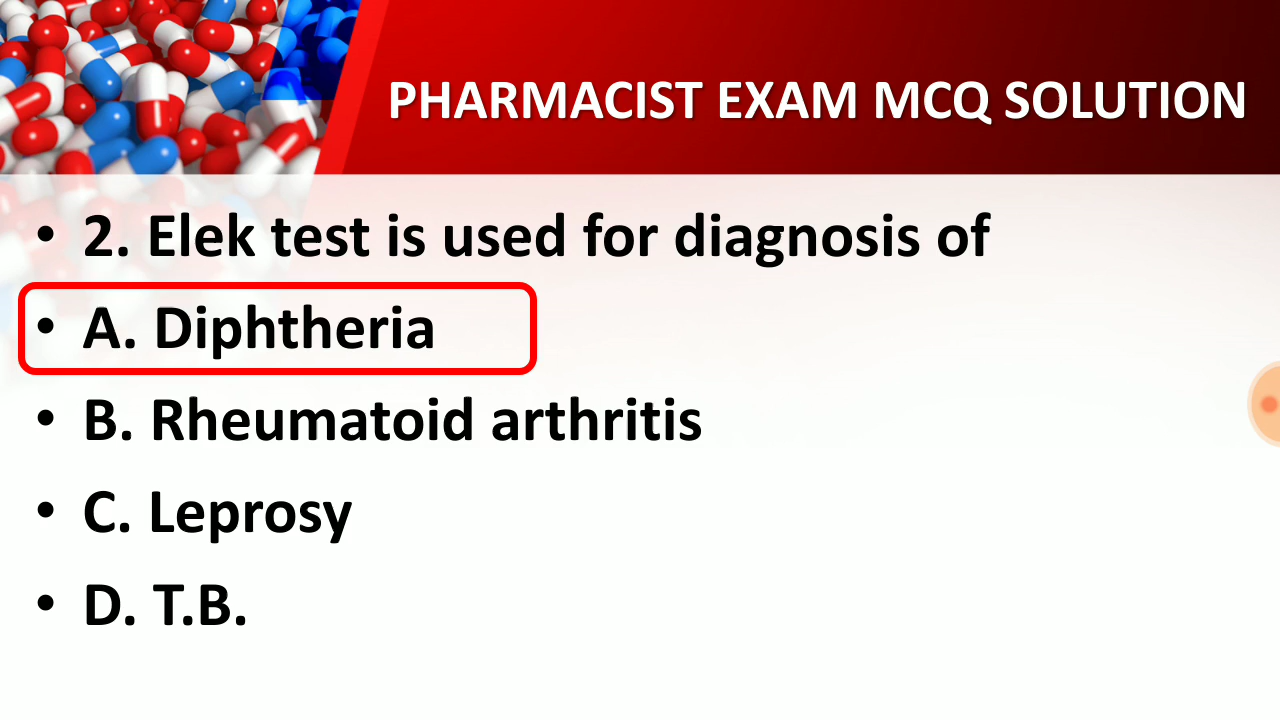 PHARMACIST EXAM MCQ SOLUTION
• 2. Elek test is used for diagnosis of
• A. Diphtheria
• B. Rheumatoid arthritis
• C. Leprosy
• D. T.B.